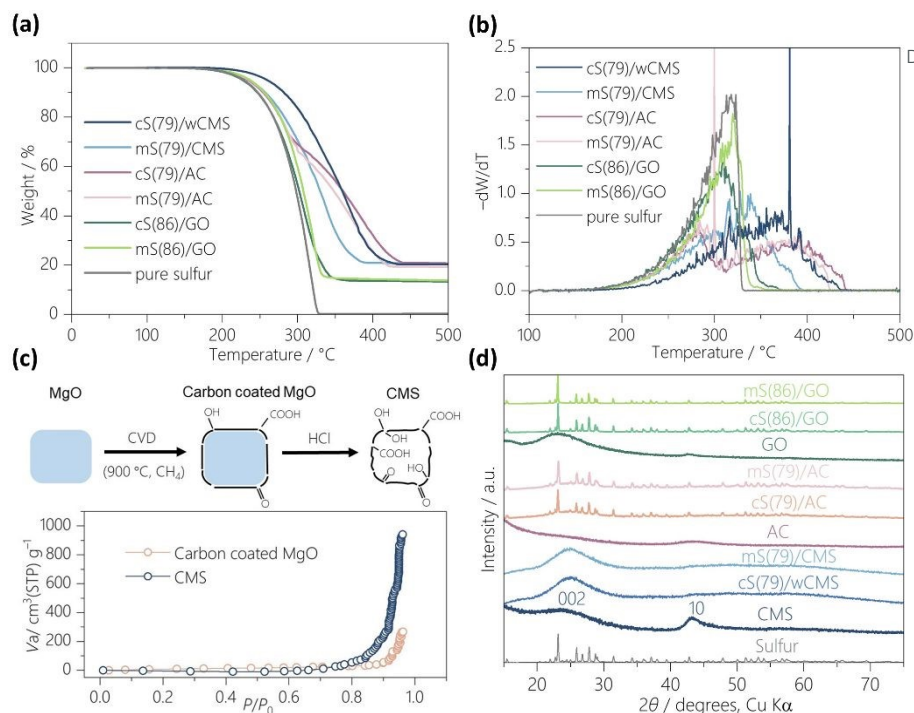 (a)
Weight / %
100
80
60
40
20
0
cS(79)/wCMS
mS(79)/CMS
cS(79)/AC
mS(79)/AC
cS(86)/GO
mS(86)/GO
pure sulfur
0 100 200 300 400 500
Temperature / °C
(b)
D
−dW/dT
2.5
2.0
1.5
1.0
0.5
0.0
cS(79)/wCMS
mS(79)/CMS
cS(79)/AC
mS(79)/AC
cS(86)/GO
mS(86)/GO
pure sulfur
100 200 300 400 500
Temperature / °C
(c)
MgO
Carbon coated MgO
CMS
CVD
(900 °C, CH₄)
HCl
OH
COOH
O
OH
COOH
OH
COOH
HO
O
O
Va/ cm³(STP) g⁻¹
1000
800
600
400
200
0
Carbon coated MgO
CMS
0.0 0.2 0.4 0.6 0.8 1.0
P/P₀
(d)
Intensity / a.u.
mS(86)/GO
cS(86)/GO
GO
mS(79)/AC
cS(79)/AC
AC
mS(79)/CMS
cS(79)/wCMS
002
10
CMS
Sulfur
20 30 40 50 60 70
2θ / degrees, Cu Kα